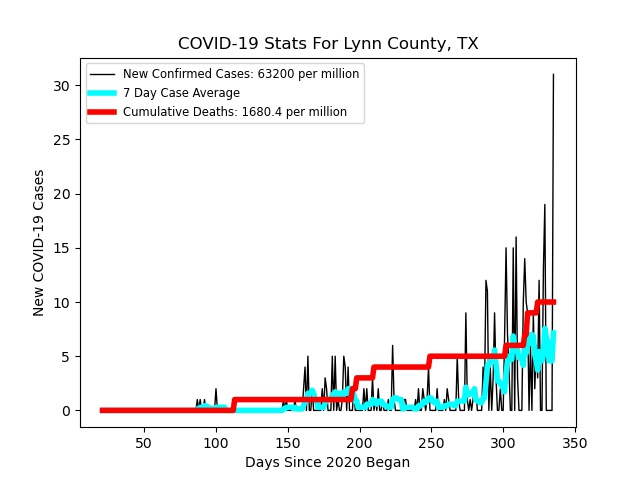 COVID-19 Stats For Lynn County, TX
New Confirmed Cases: 63200 per million
7 Day Case Average
Cumulative Deaths: 1680.4 per million
New COVID-19 Cases
30
25
20
15
10
5
0
50 100 150 200 250 300 350
Days Since 2020 Began